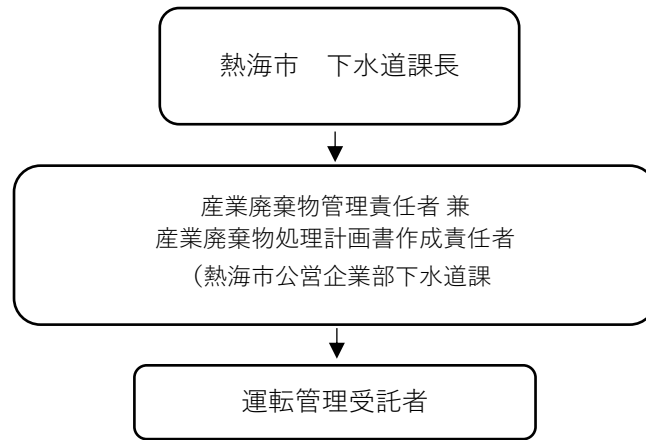 熱海市　下水道課長
産業廃棄物管理責任者 兼
産業廃棄物処理計画書作成責任者
（熱海市公営企業部下水道課
運転管理受託者